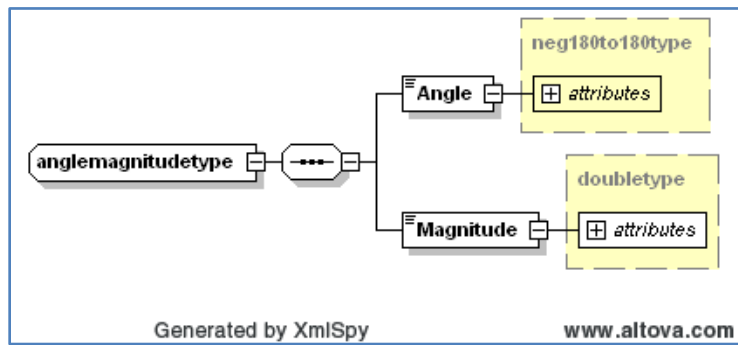 neg180to180type
Angle
attributes
anglemagnitudetype
doubletype
Magnitude
attributes
Generated by XmlSpy
www.altova.com